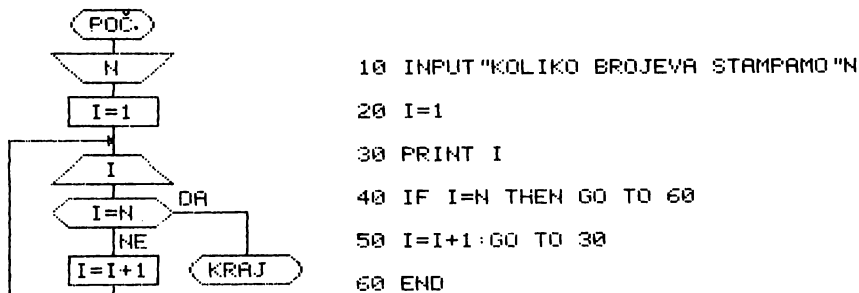 POČ.
N
I=1
I
I=N
DA
NE
I=I+1
KRAJ
10 INPUT"KOLIKO BROJEVA STAMPAMO"N
20 I=1
30 PRINT I
40 IF I=N THEN GO TO 60
50 I=I+1:GO TO 30
60 END